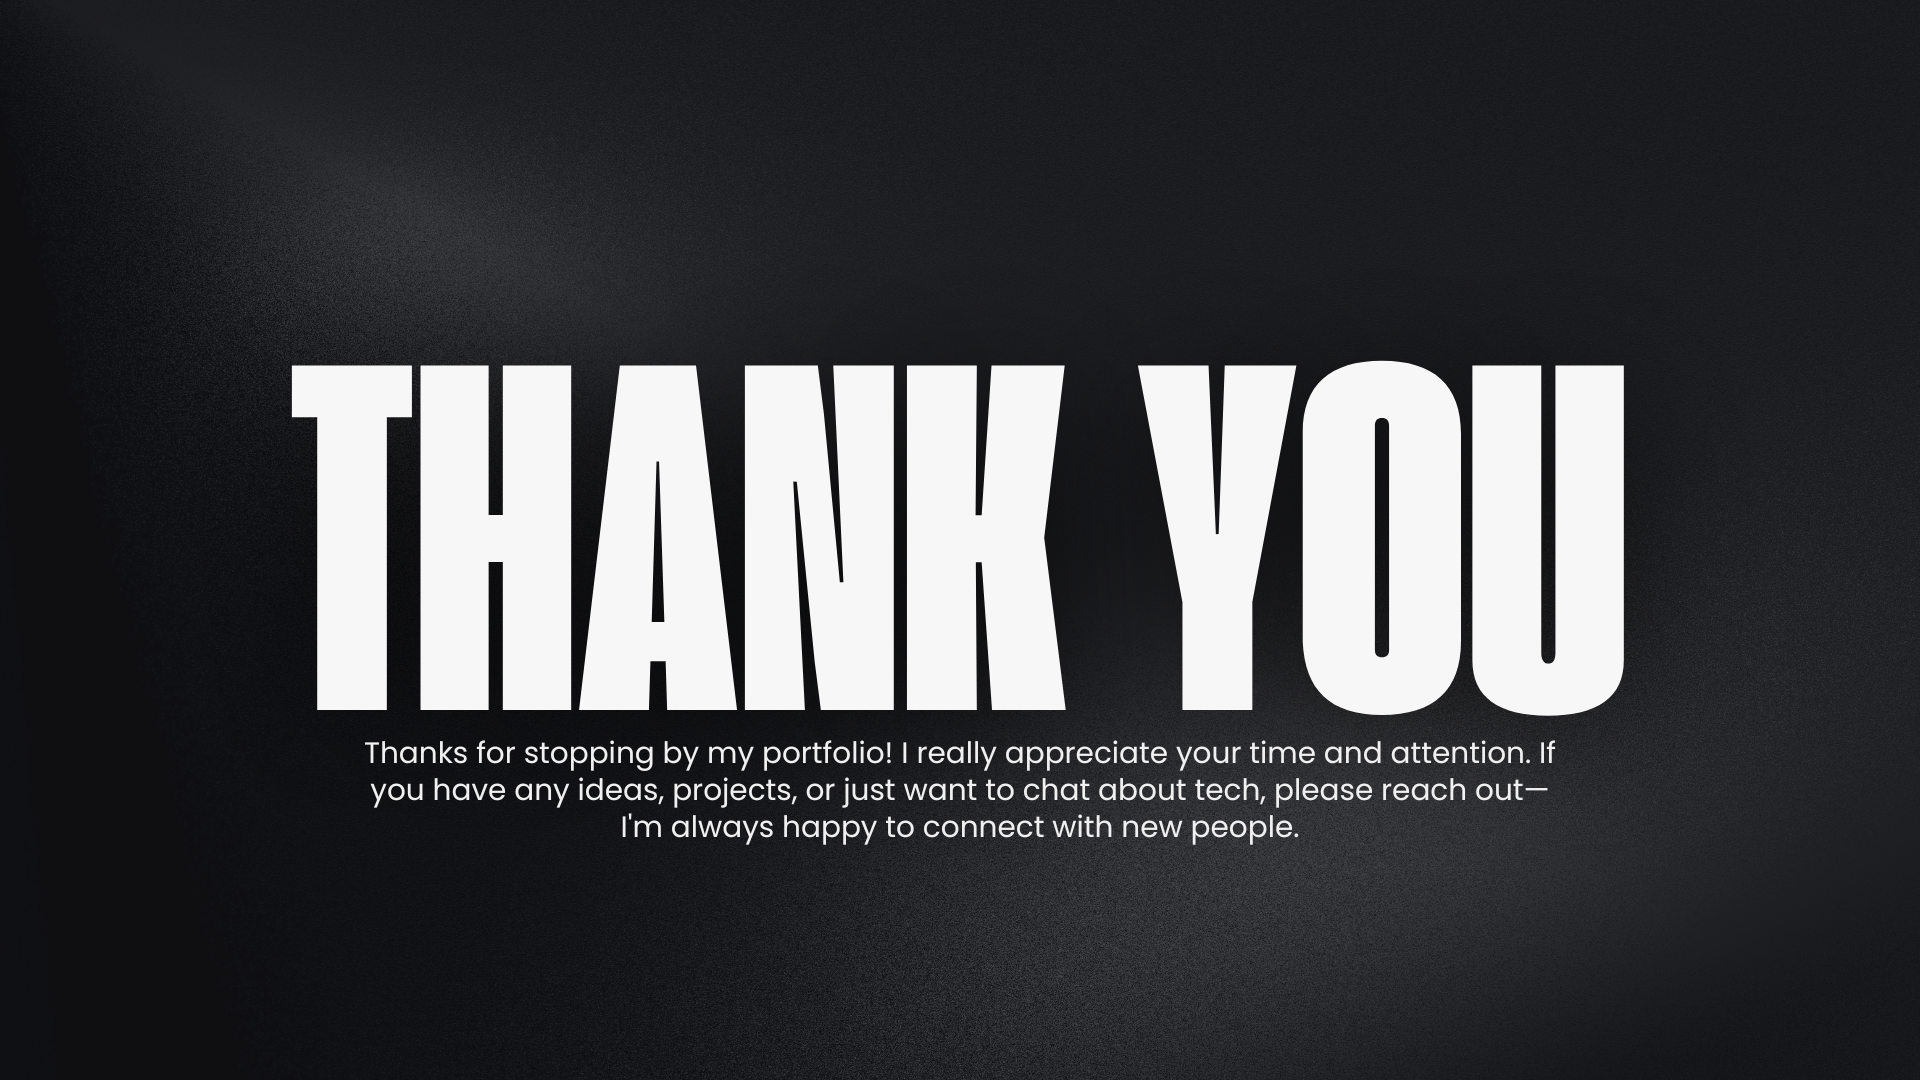 THANK YOU
Thanks for stopping by my portfolio! I really appreciate your time and attention. If
you have any ideas, projects, or just want to chat about tech, please reach out—
I'm always happy to connect with new people.